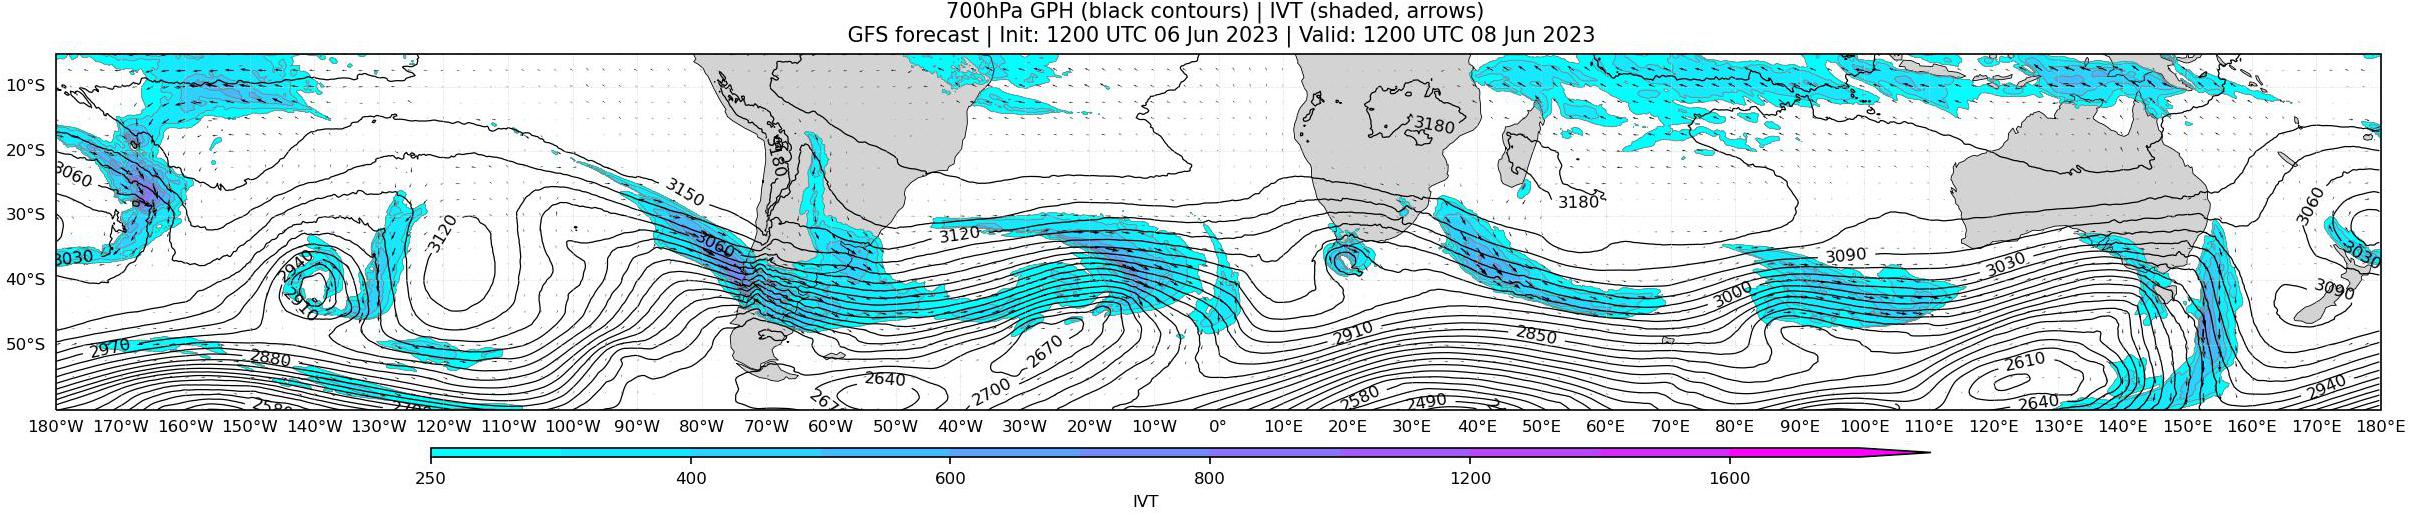 700hPa GPH (black contours) | IVT (shaded, arrows)
GFS forecast | Init: 1200 UTC 06 Jun 2023 | Valid: 1200 UTC 08 Jun 2023
10°S
20°S
30°S
40°S
50°S
3180
3180
3060
3150
3180
3060
3120
3060
3120
3030
2940
3090
3030
3030
2910
3000
3090
2970
2880
2670
2910
2850
2610
2640
2700
2580
2490
2640
2940
180°W 170°W 160°W 150°W 140°W 130°W 120°W 110°W 100°W 90°W 80°W 70°W 60°W 50°W 40°W 30°W 20°W 10°W 0° 10°E 20°E 30°E 40°E 50°E 60°E 70°E 80°E 90°E 100°E 110°E 120°E 130°E 140°E 150°E 160°E 170°E 180°E
250 400 600 800 1200 1600
IVT